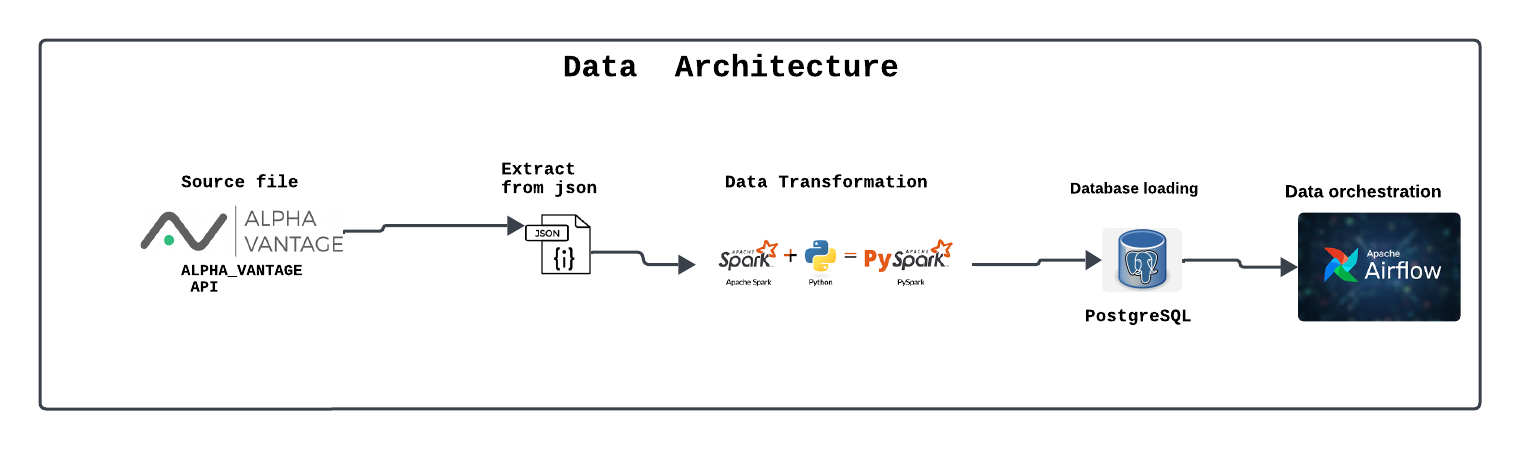 Data Architecture
Source file
ALPHA
VANTAGE
ALPHA_VANTAGE
API
Extract
from json
JSON
{i}
Data Transformation
APACHE
Spark
Apache Spark
+
Python
=
APACHE
PySpark
PySpark
Database loading
PostgreSQL
Data orchestration
Apache
Airflow